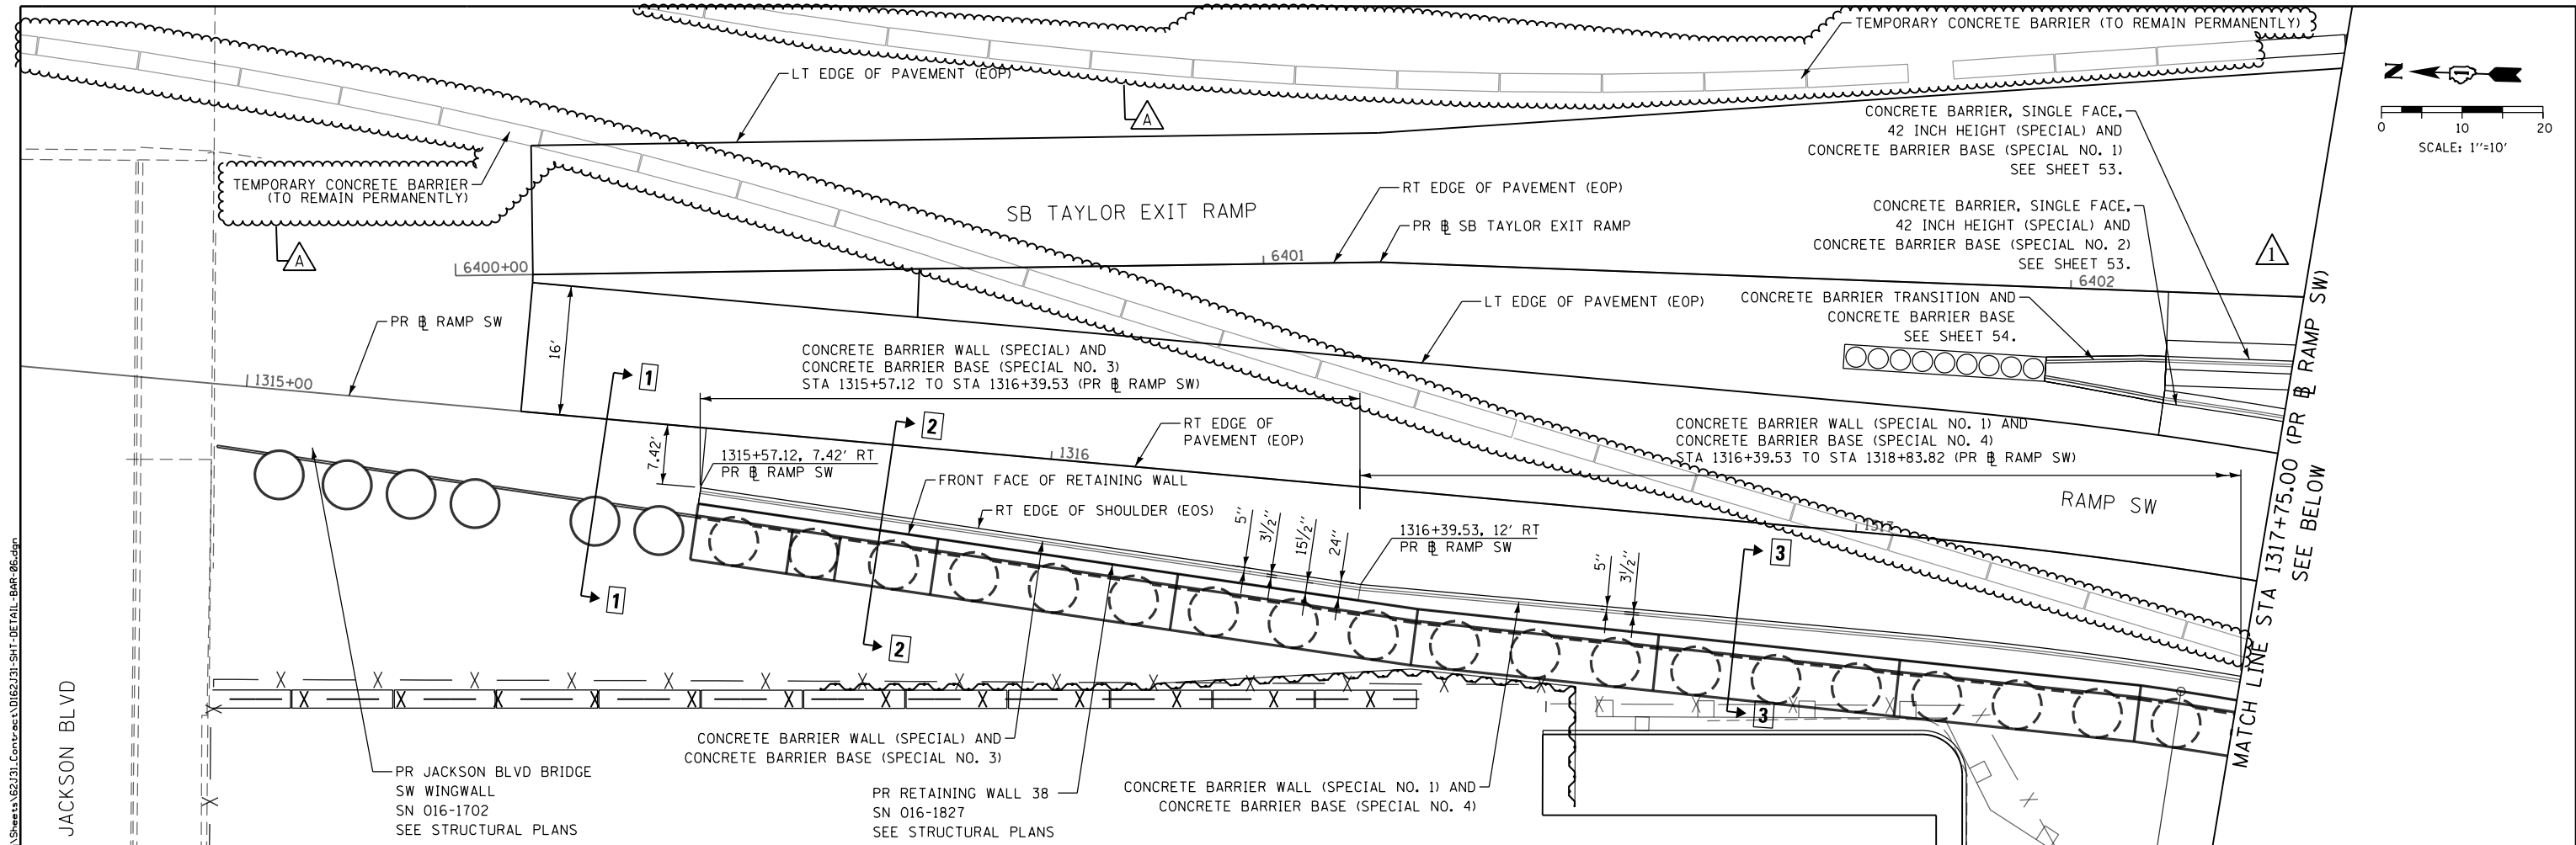 TEMPORARY CONCRETE BARRIER (TO REMAIN PERMANENTLY)
LT EDGE OF PAVEMENT (EOP)
N
0 10 20
SCALE: 1''=10'
A
CONCRETE BARRIER, SINGLE FACE,
42 INCH HEIGHT (SPECIAL) AND
CONCRETE BARRIER BASE (SPECIAL NO. 1)
SEE SHEET 53.
TEMPORARY CONCRETE BARRIER
(TO REMAIN PERMANENTLY)
A
SB TAYLOR EXIT RAMP
RT EDGE OF PAVEMENT (EOP)
PR ⅊ SB TAYLOR EXIT RAMP
CONCRETE BARRIER, SINGLE FACE,
42 INCH HEIGHT (SPECIAL) AND
CONCRETE BARRIER BASE (SPECIAL NO. 2)
SEE SHEET 53.
1
6400+00
6401
6402
LT EDGE OF PAVEMENT (EOP)
CONCRETE BARRIER TRANSITION AND
CONCRETE BARRIER BASE
SEE SHEET 54.
PR ⅊ RAMP SW
16'
1315+00
1
CONCRETE BARRIER WALL (SPECIAL) AND
CONCRETE BARRIER BASE (SPECIAL NO. 3)
STA 1315+57.12 TO STA 1316+39.53 (PR ⅊ RAMP SW)
2
RT EDGE OF
PAVEMENT (EOP)
CONCRETE BARRIER WALL (SPECIAL NO. 1) AND
CONCRETE BARRIER BASE (SPECIAL NO. 4)
STA 1316+39.53 TO STA 1318+83.82 (PR ⅊ RAMP SW)
7.42'
1315+57.12, 7.42' RT
PR ⅊ RAMP SW
1316
FRONT FACE OF RETAINING WALL
RT EDGE OF SHOULDER (EOS)
5''
3½''
15½''
24''
1316+39.53, 12' RT
PR ⅊ RAMP SW
RAMP SW
1317
5''
3½''
3
1
2
3
MATCH LINE STA 1317+75.00 (PR ⅊ RAMP SW)
SEE BELOW
JACKSON BLVD
PR JACKSON BLVD BRIDGE
SW WINGWALL
SN 016-1702
SEE STRUCTURAL PLANS
CONCRETE BARRIER WALL (SPECIAL) AND
CONCRETE BARRIER BASE (SPECIAL NO. 3)
PR RETAINING WALL 38
SN 016-1827
SEE STRUCTURAL PLANS
CONCRETE BARRIER WALL (SPECIAL NO. 1) AND
CONCRETE BARRIER BASE (SPECIAL NO. 4)
\Sheets\62J31_Contract\D162J31-SHT-DETAIL-BAR-06.dgn